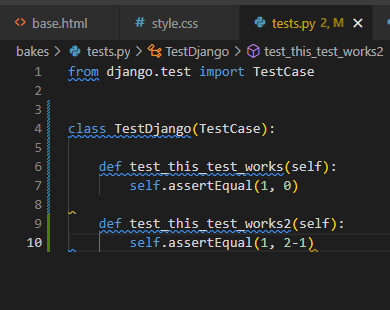 base.html style.css tests.py 2, M
bakes > tests.py > TestDjango > test_this_test_works2
1 from django.test import TestCase
2
3
4 class TestDjango(TestCase):
5
6 def test_this_test_works(self):
7 self.assertEqual(1, 0)
8
9 def test_this_test_works2(self):
10 self.assertEqual(1, 2-1)